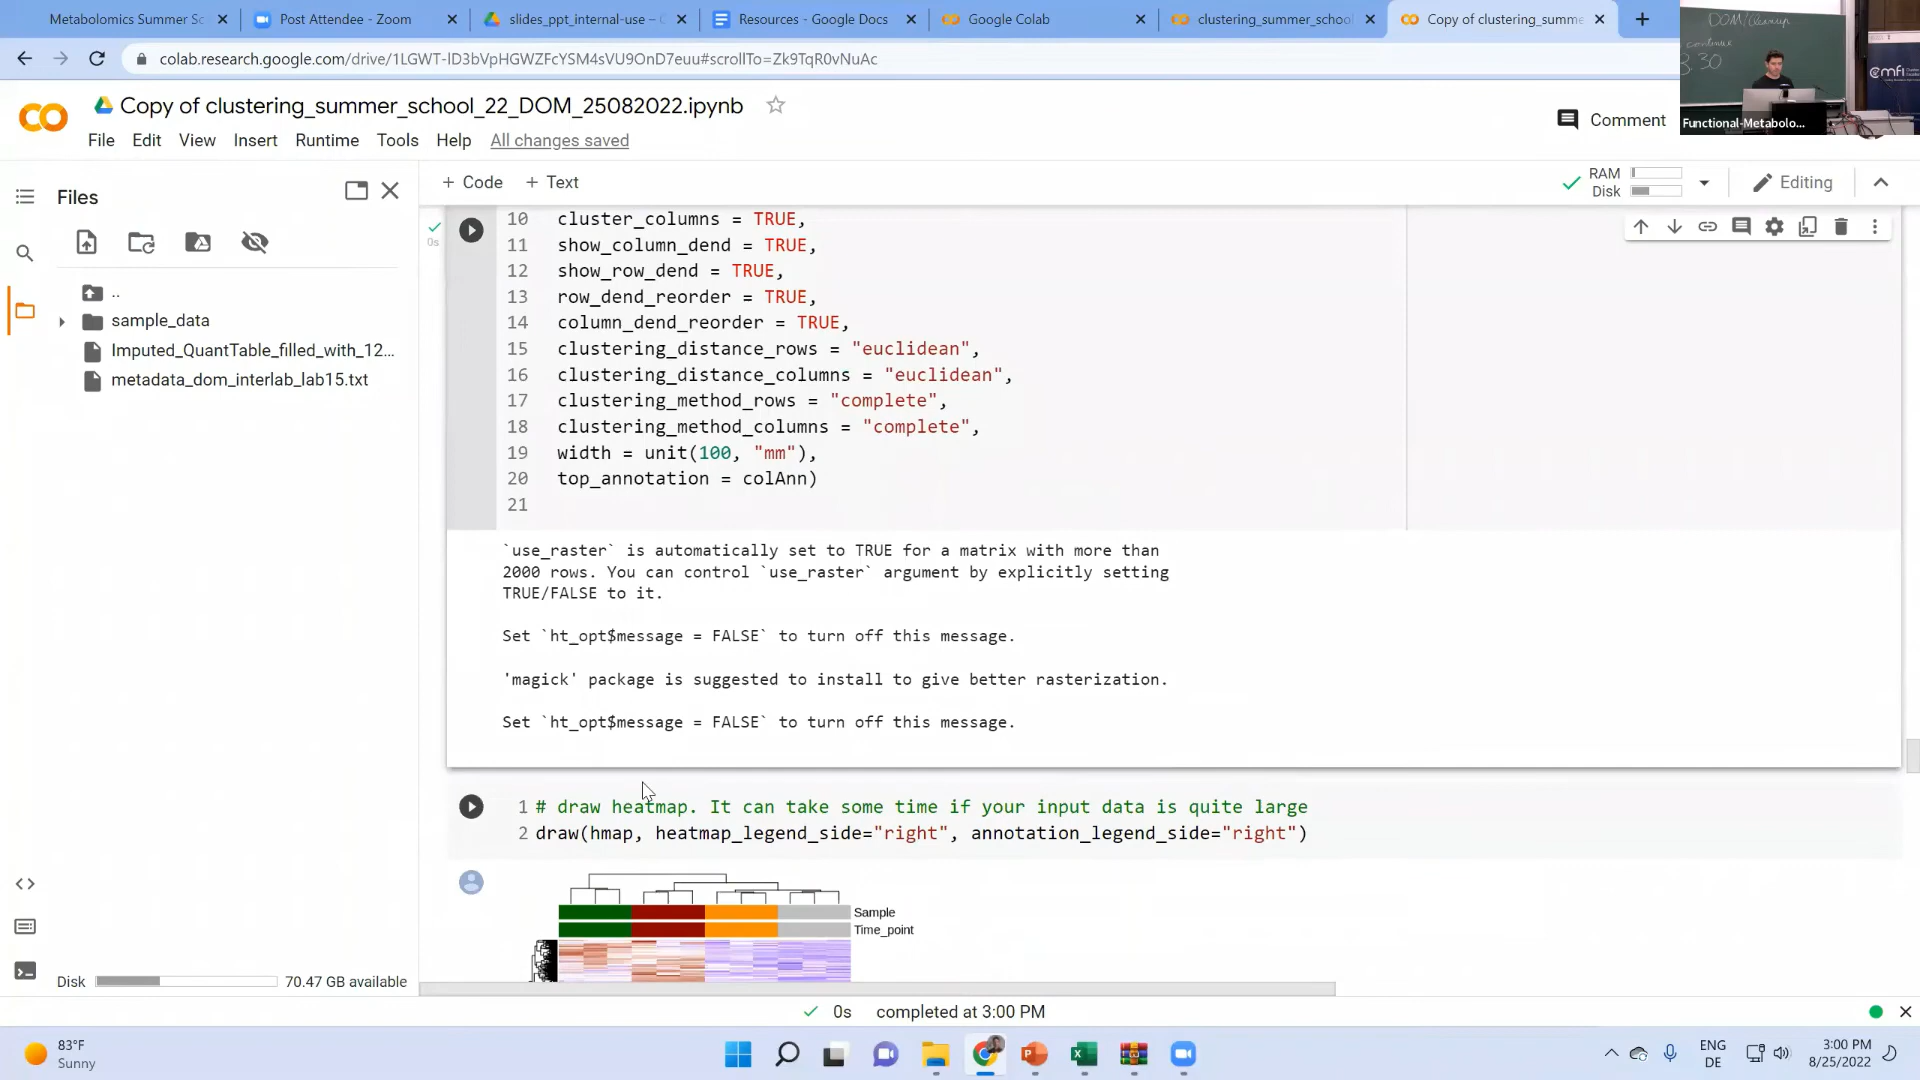 Metabolomics Summer Sc
Post Attendee - Zoom
slides_ppt_internal-use –
Resources - Google Docs
Google Colab
clustering_summer_school
Copy of clustering_summe
colab.research.google.com/drive/1LGWT-lD3bVpHGWZFcYSM4sVU9OnD7euu#scrollTo=Zk9TqR0vNuAc
DOM/Cleanup
continue
3.30
cmfi
Functional-Metabolo...
Copy of clustering_summer_school_22_DOM_25082022.ipynb
File Edit View Insert Runtime Tools Help All changes saved
Comment
Files
+ Code + Text
RAM
Disk
Editing
..
sample_data
Imputed_QuantTable_filled_with_12...
metadata_dom_interlab_lab15.txt
0s
10 cluster_columns = TRUE,
11 show_column_dend = TRUE,
12 show_row_dend = TRUE,
13 row_dend_reorder = TRUE,
14 column_dend_reorder = TRUE,
15 clustering_distance_rows = "euclidean",
16 clustering_distance_columns = "euclidean",
17 clustering_method_rows = "complete",
18 clustering_method_columns = "complete",
19 width = unit(100, "mm"),
20 top_annotation = colAnn)
21
`use_raster` is automatically set to TRUE for a matrix with more than
2000 rows. You can control `use_raster` argument by explicitly setting
TRUE/FALSE to it.
Set `ht_opt$message = FALSE` to turn off this message.
'magick' package is suggested to install to give better rasterization.
Set `ht_opt$message = FALSE` to turn off this message.
1 # draw heatmap. It can take some time if your input data is quite large
2 draw(hmap, heatmap_legend_side="right", annotation_legend_side="right")
Sample
Time_point
Disk 70.47 GB available
0s completed at 3:00 PM
83°F
Sunny
ENG
DE
3:00 PM
8/25/2022